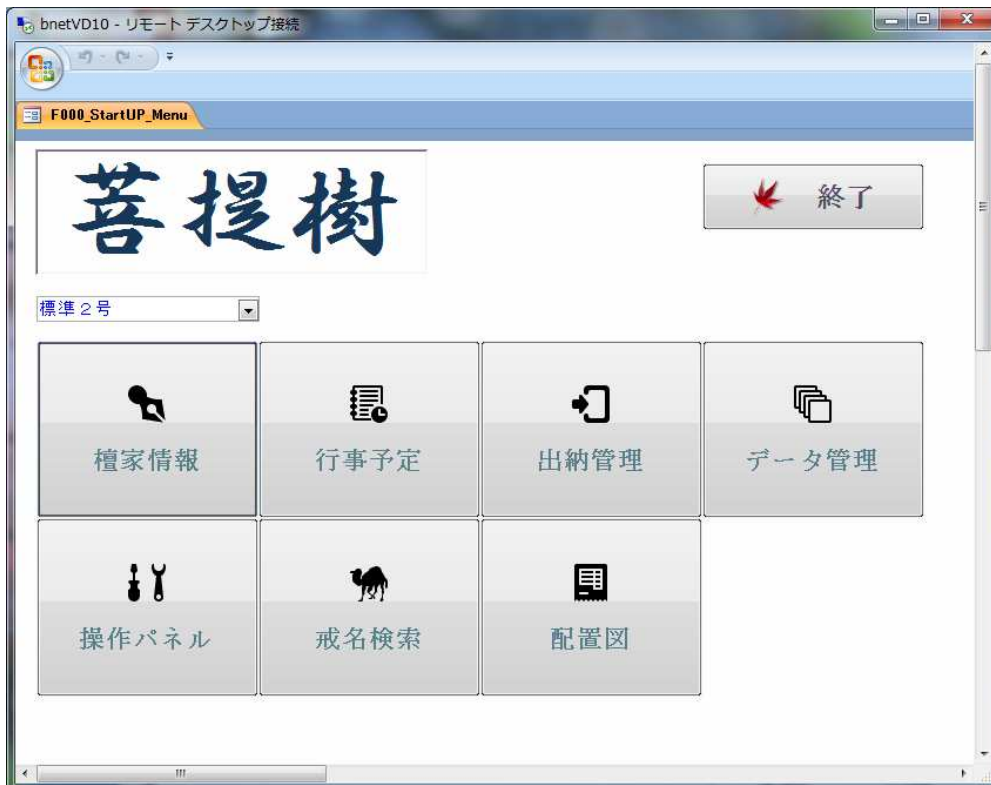 bnetVD10 - リモート デスクトップ接続
F000_StartUP_Menu
菩提樹
終了
標準２号
檀家情報
行事予定
出納管理
データ管理
操作パネル
戒名検索
配置図